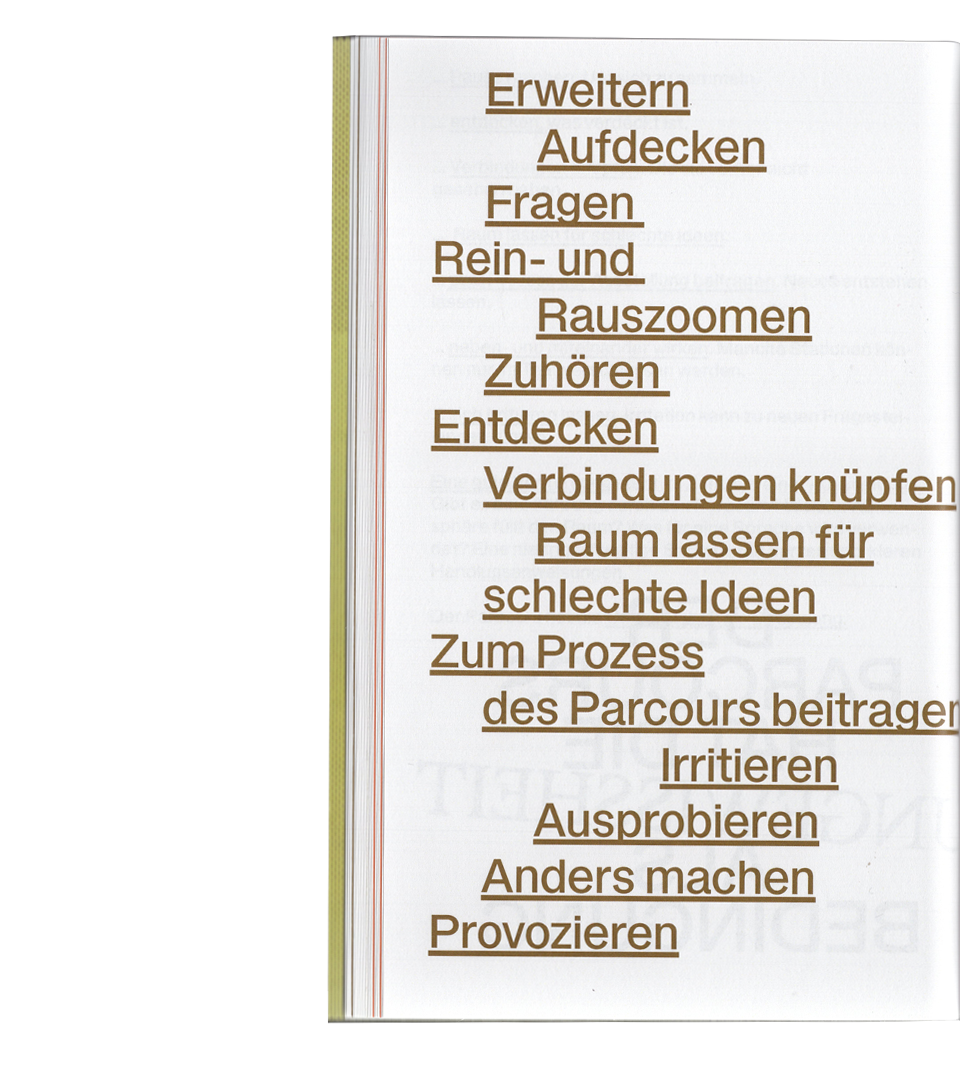 Erweitern
Aufdecken
Fragen
Rein- und
Rauszoomen
Zuhören
Entdecken
Verbindungen knüpfen
Raum lassen für
schlechte Ideen
Zum Prozess
des Parcours beitragen
Irritieren
Ausprobieren
Anders machen
Provozieren